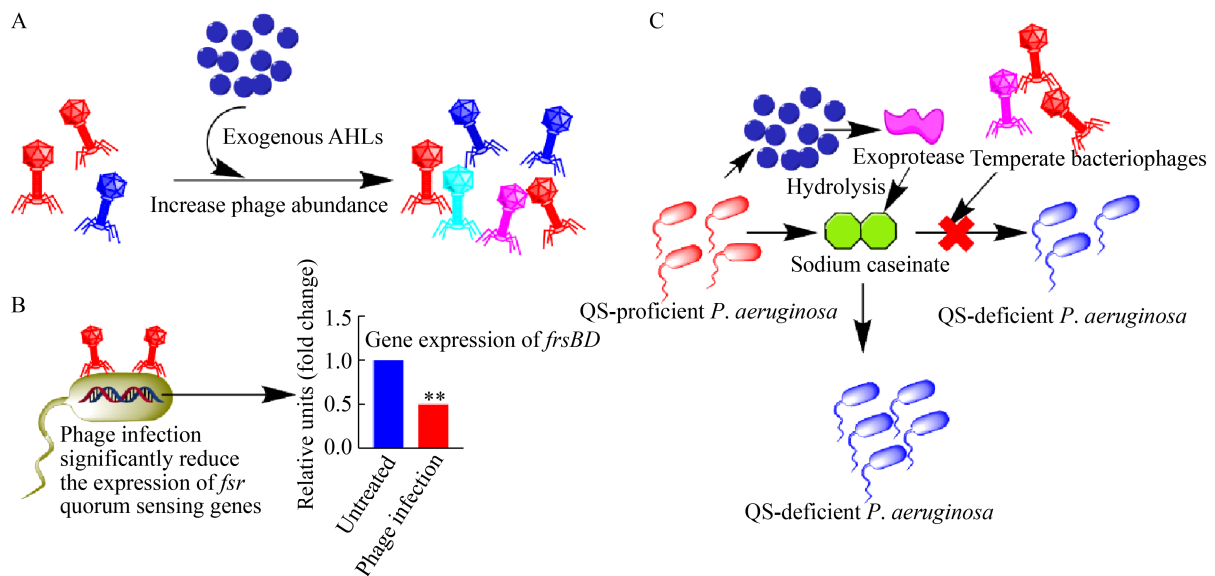 A
Exogenous AHLs
Increase phage abundance
B
Phage infection
significantly reduce
the expression of fsr
quorum sensing genes
Relative units (fold change)
1.5
1.0
0.5
0.0
Gene expression of frsBD
**
Untreated
Phage infection
C
Exoprotease
Temperate bacteriophages
Hydrolysis
Sodium caseinate
QS-proficient P. aeruginosa
QS-deficient P. aeruginosa
QS-deficient P. aeruginosa